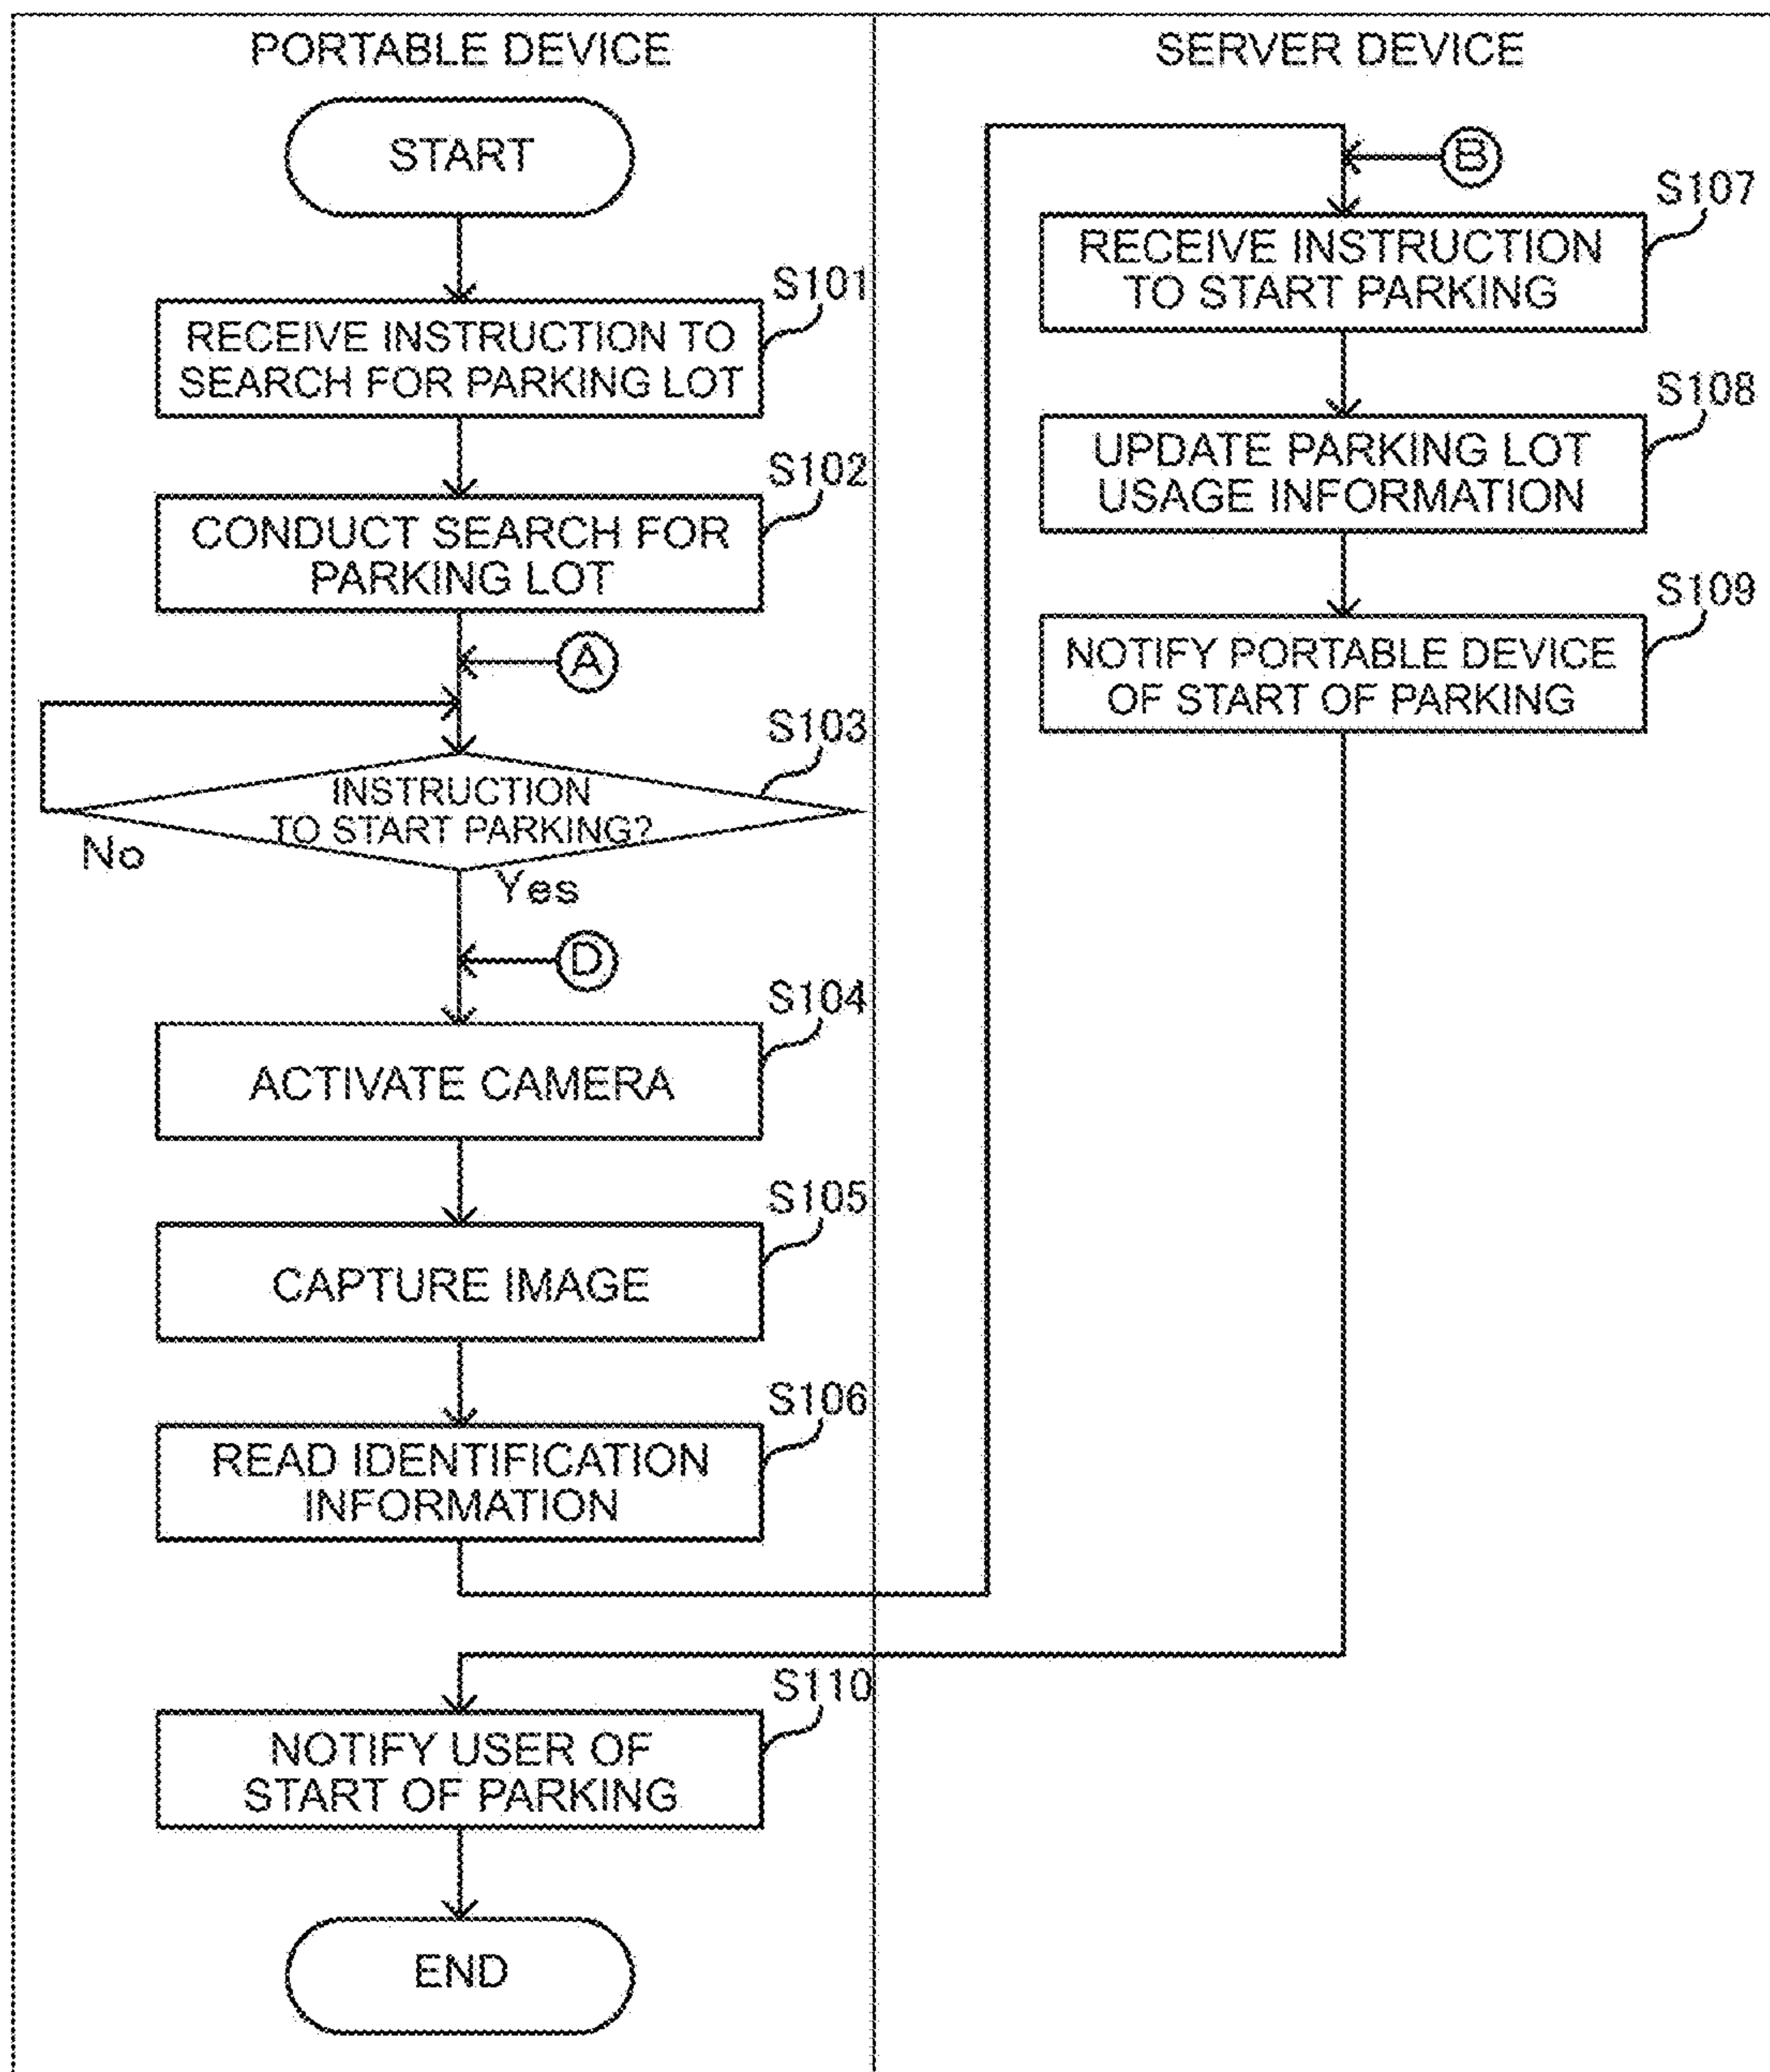 PORTABLE DEVICE
START
S101
RECEIVE INSTRUCTION TO
SEARCH FOR PARKING LOT
S102
CONDUCT SEARCH FOR
PARKING LOT
A
S103
INSTRUCTION
TO START PARKING?
No
Yes
D
S104
ACTIVATE CAMERA
S105
CAPTURE IMAGE
S106
READ IDENTIFICATION
INFORMATION
S110
NOTIFY USER OF
START OF PARKING
END
SERVER DEVICE
B
S107
RECEIVE INSTRUCTION
TO START PARKING
S108
UPDATE PARKING LOT
USAGE INFORMATION
S109
NOTIFY PORTABLE DEVICE
OF START OF PARKING